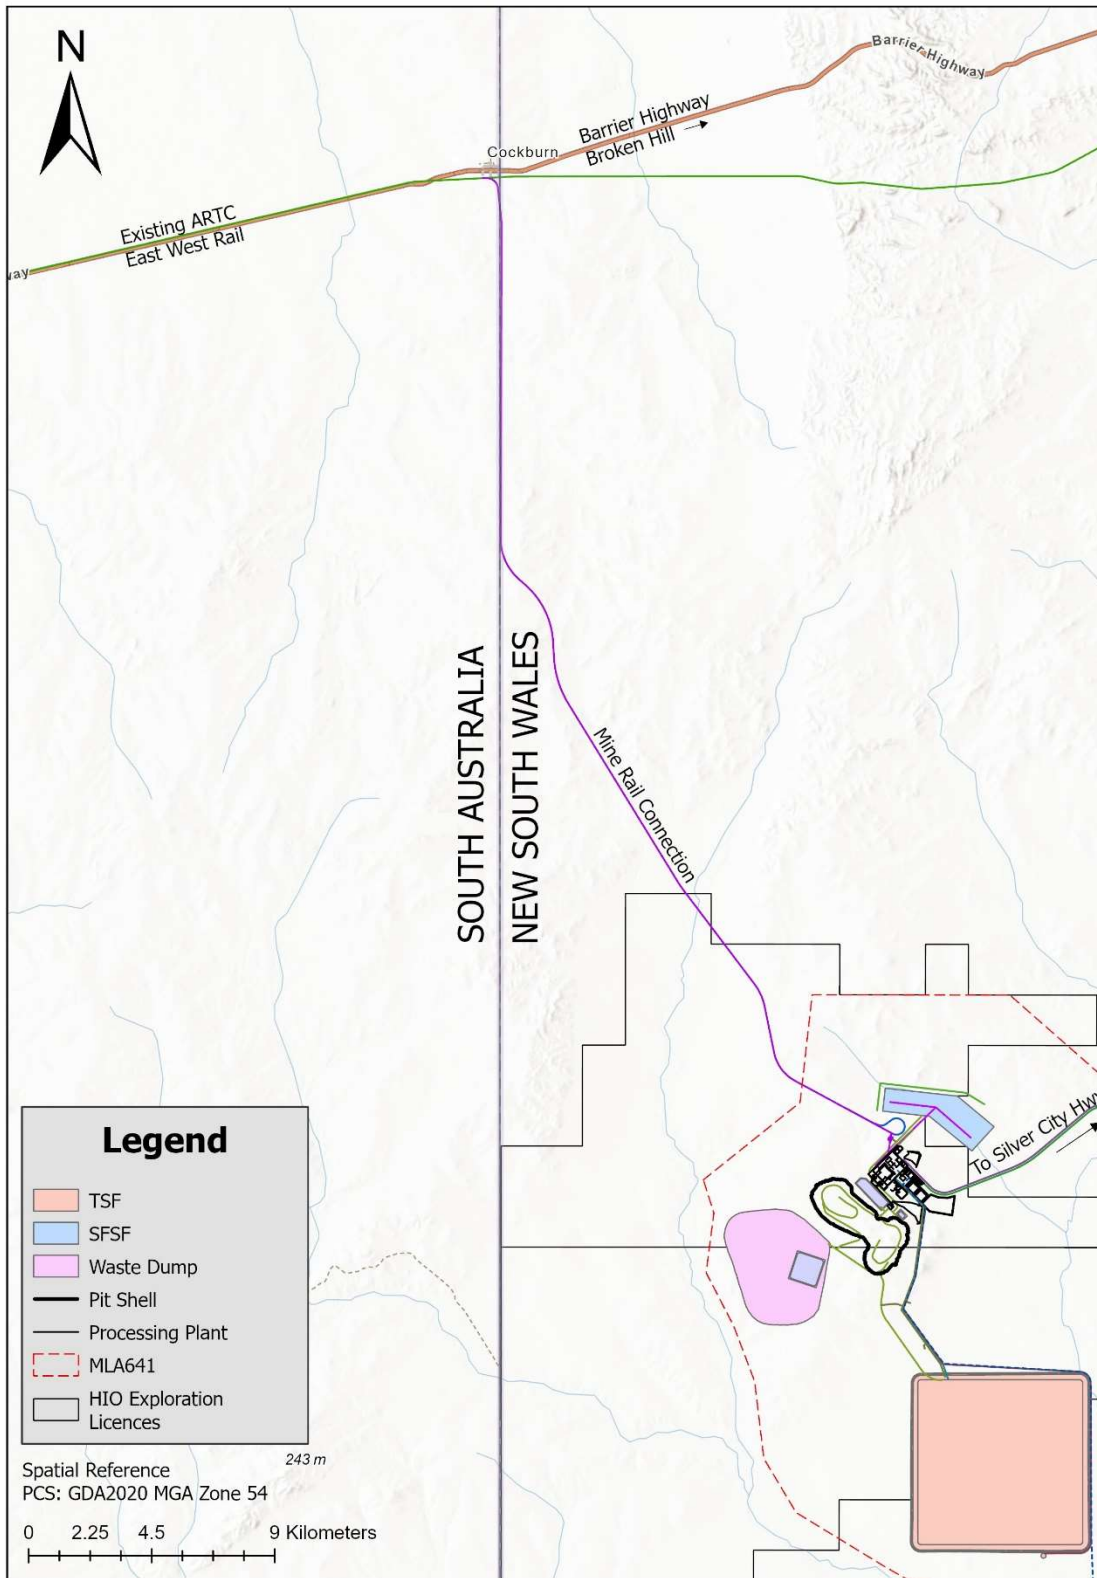 N
Barrier Highway
Barrier Highway
Broken Hill
Cockburn
Existing ARTC
East West Rail
way
SOUTH AUSTRALIA
NEW SOUTH WALES
Mine Rail Connection
To Silver City Hwy
Legend
TSF
SFSF
Waste Dump
Pit Shell
Processing Plant
MLA641
HIO Exploration
Licences
243 m
Spatial Reference
PCS: GDA2020 MGA Zone 54
0 2.25 4.5 9 Kilometers